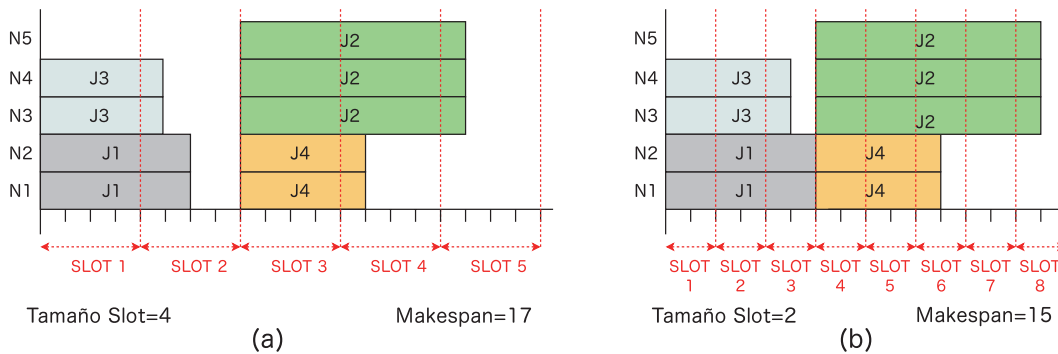 N5
J2
N4
J3
J2
N3
J3
J2
N2
J1
J4
N1
J1
J4
SLOT 1
SLOT 2
SLOT 3
SLOT 4
SLOT 5
Tamaño Slot=4
Makespan=17
(a)
N5
J2
N4
J3
J2
N3
J3
J2
N2
J1
J4
N1
J1
J4
SLOT
1
SLOT
2
SLOT
3
SLOT
4
SLOT
5
SLOT
6
SLOT
7
SLOT
8
Tamaño Slot=2
Makespan=15
(b)